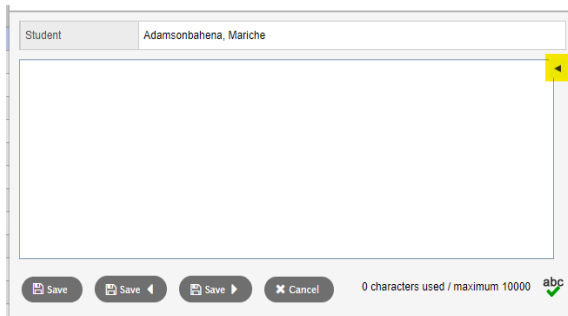 Student Adamsonbahena, Mariche
Save Save Save Cancel 0 characters used / maximum 10000 abc